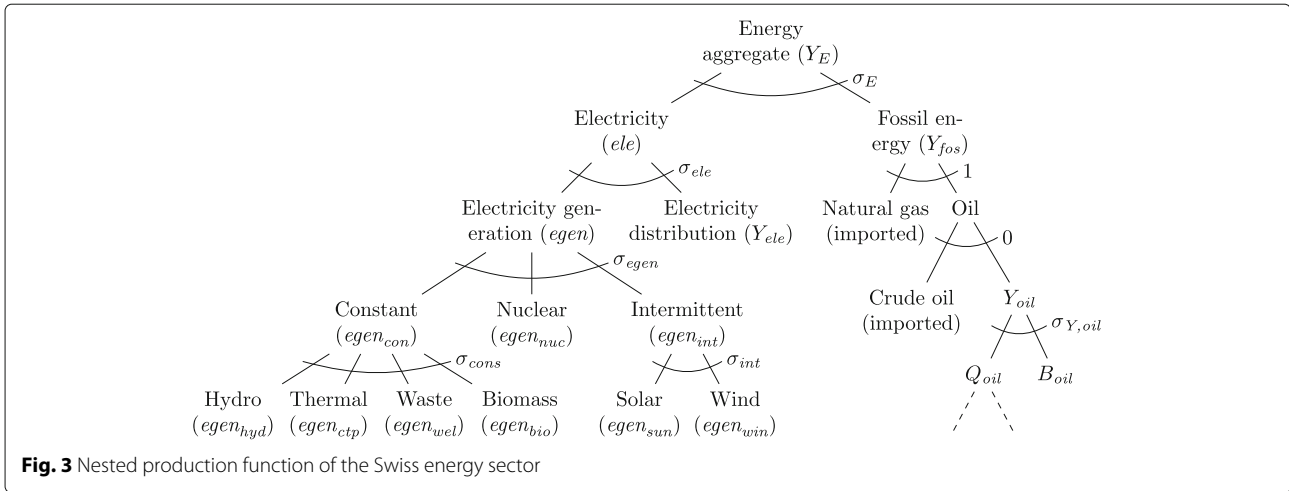 Energy
aggregate (Y_E)
σ_E
Electricity
(ele)
Fossil en-
ergy (Y_fos)
σ_ele
1
Electricity gen-
eration (egen)
Electricity
distribution (Y_ele)
Natural gas
(imported)
Oil
σ_egen
0
Constant
(egen_con)
Nuclear
(egen_nuc)
Intermittent
(egen_int)
Crude oil
(imported)
Y_oil
σ_cons
σ_int
σ_Y,oil
Hydro
(egen_hyd)
Thermal
(egen_ctp)
Waste
(egen_wel)
Biomass
(egen_bio)
Solar
(egen_sun)
Wind
(egen_win)
Q_oil
B_oil
Fig. 3 Nested production function of the Swiss energy sector